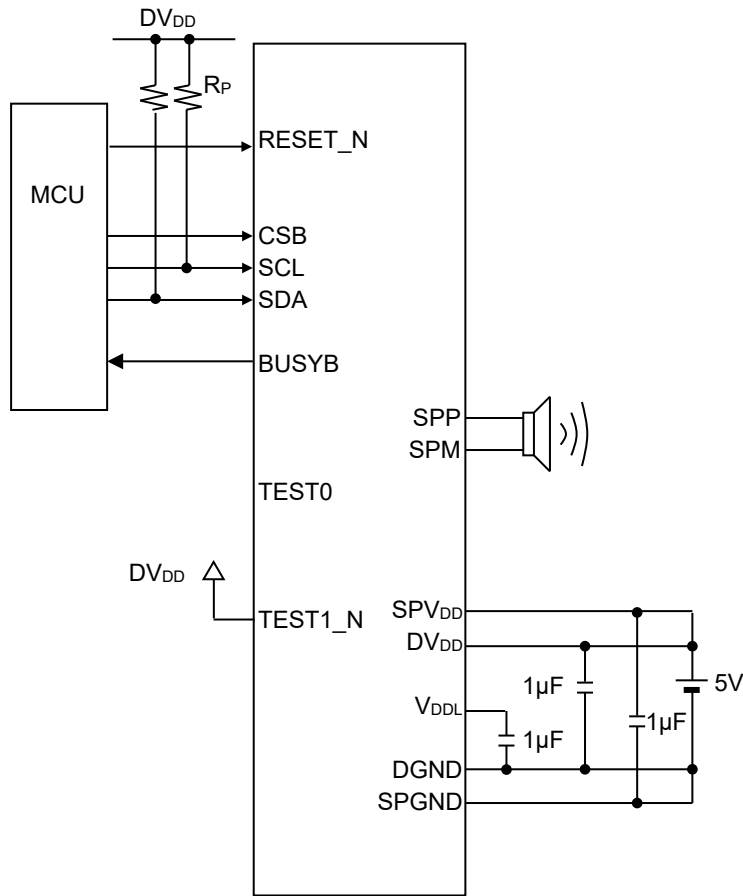 DVDD
RP
MCU
RESET_N
CSB
SCL
SDA
BUSYB
SPP
SPM
TEST0
DVDD
TEST1_N
SPVDD
DVDD
1µF
5V
VDDL
1µF
1µF
DGND
SPGND